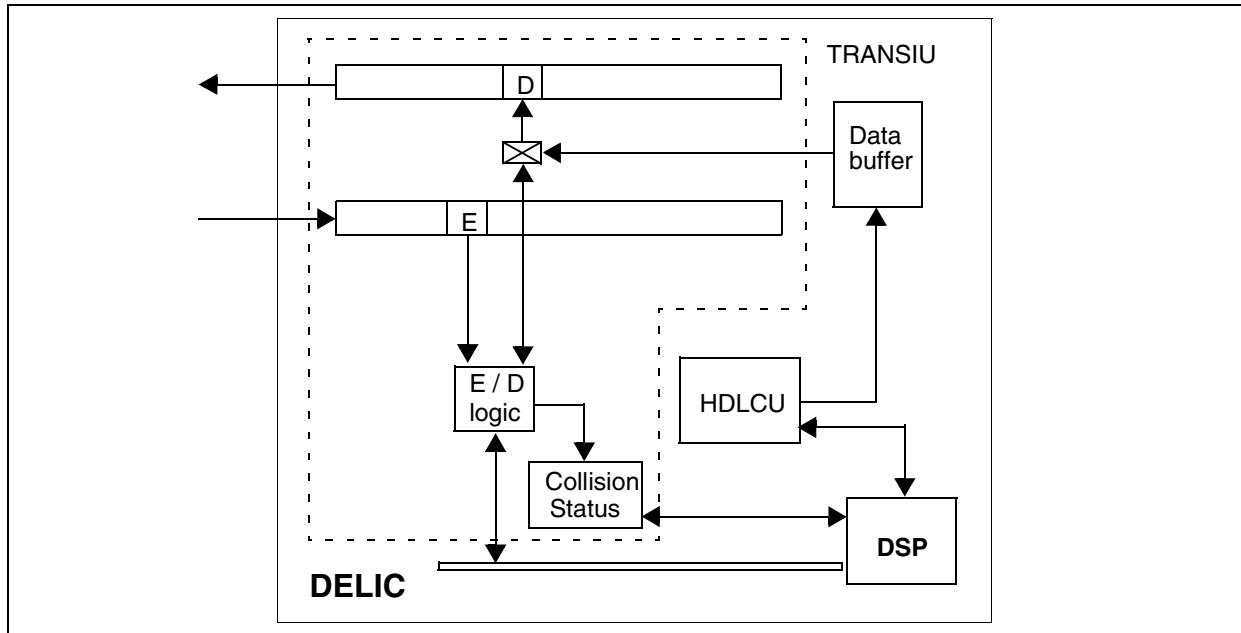 TRANSIU
D
Data
buffer
E
E / D
logic
HDLCU
Collision
Status
DSP
DELIC